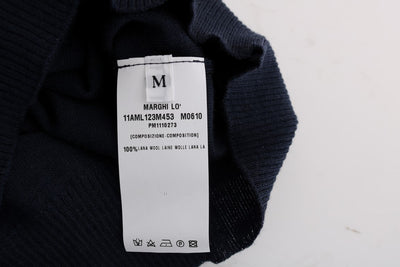 M
MARGHI LO'
11AML123M453 M0610
PM1110273
[COMPOSIZIONE-COMPOSITION]
100%LANA WOOL LAINE WOLLE LANA LA